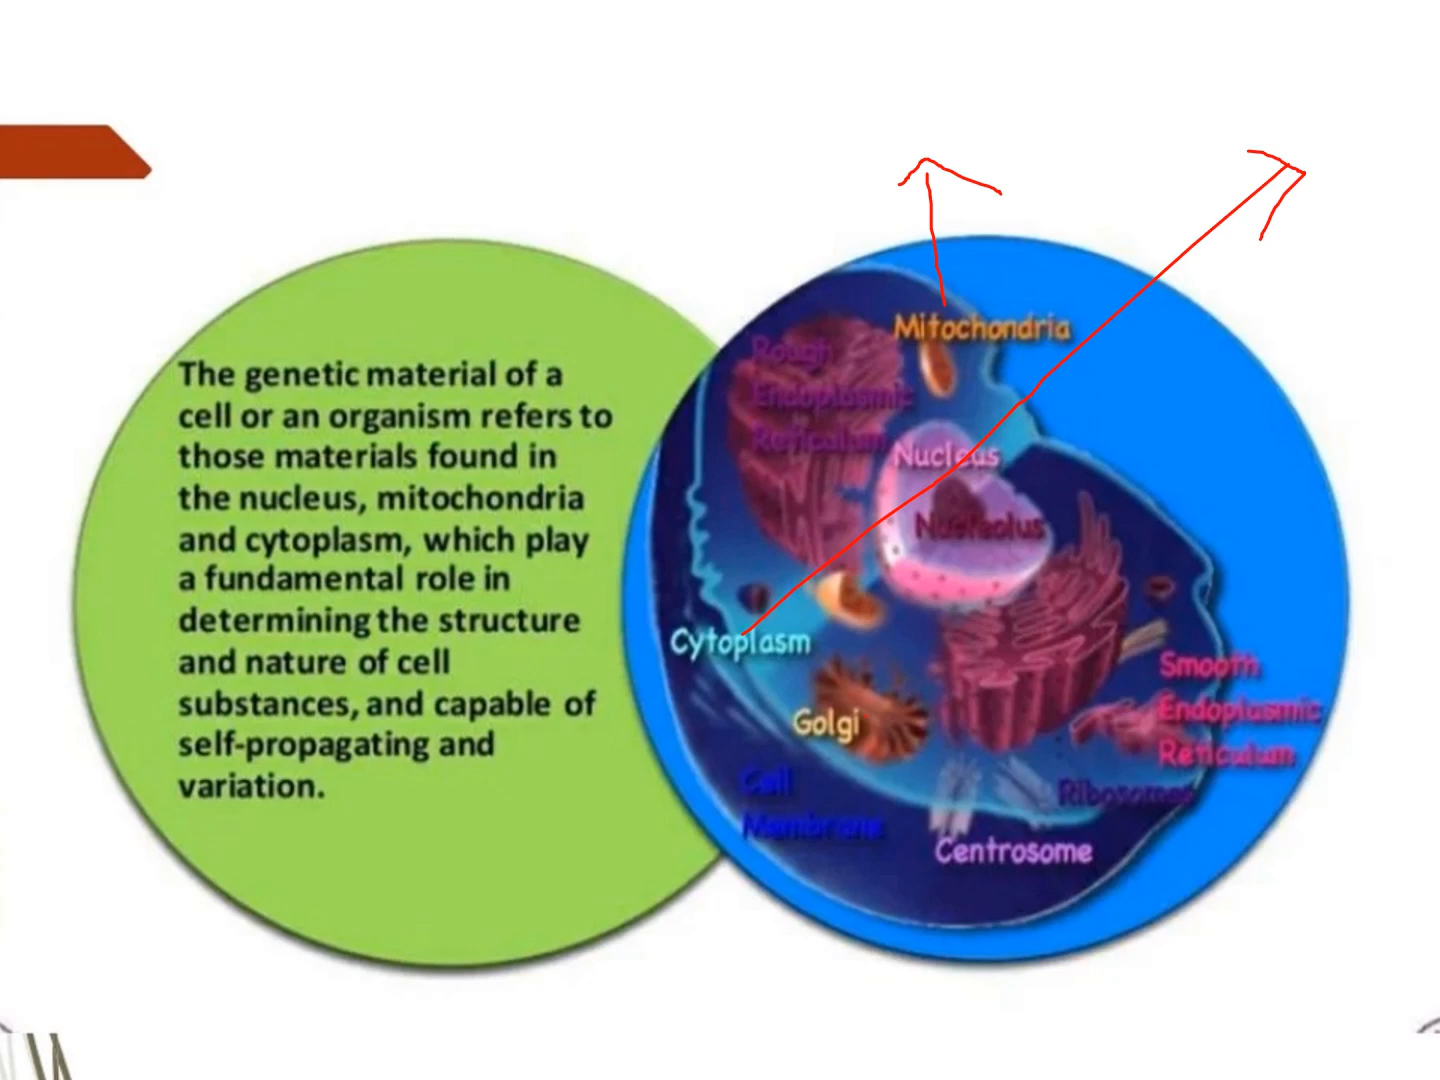 The genetic material of a
cell or an organism refers to
those materials found in
the nucleus, mitochondria
and cytoplasm, which play
a fundamental role in
determining the structure
and nature of cell
substances, and capable of
self-propagating and
variation.
Mitochondria
Rough
Endoplasmic
Reticulum
Nucleus
Nucleolus
Cytoplasm
Golgi
Smooth
Endoplasmic
Reticulum
Cell
Membrane
Ribosomes
Centrosome